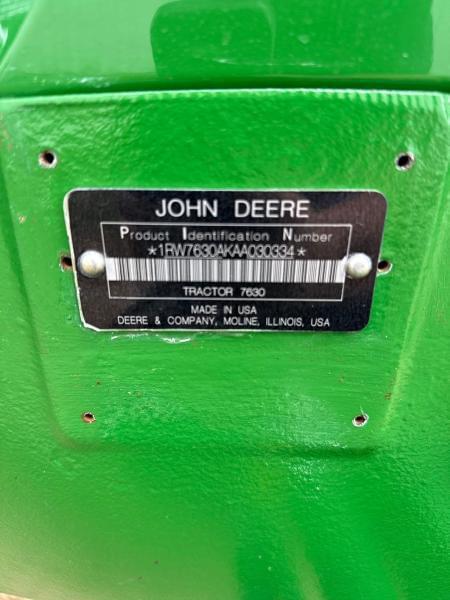 JOHN DEERE
Product Identification Number
*1RW7630AKAA030334*
TRACTOR 7630
MADE IN USA
DEERE & COMPANY, MOLINE, ILLINOIS, USA